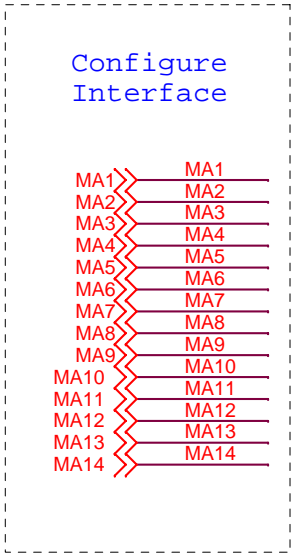 Configure
Interface
MA1 MA1
MA2 MA2
MA3 MA3
MA4 MA4
MA5 MA5
MA6 MA6
MA7 MA7
MA8 MA8
MA9 MA9
MA10 MA10
MA11 MA11
MA12 MA12
MA13 MA13
MA14 MA14